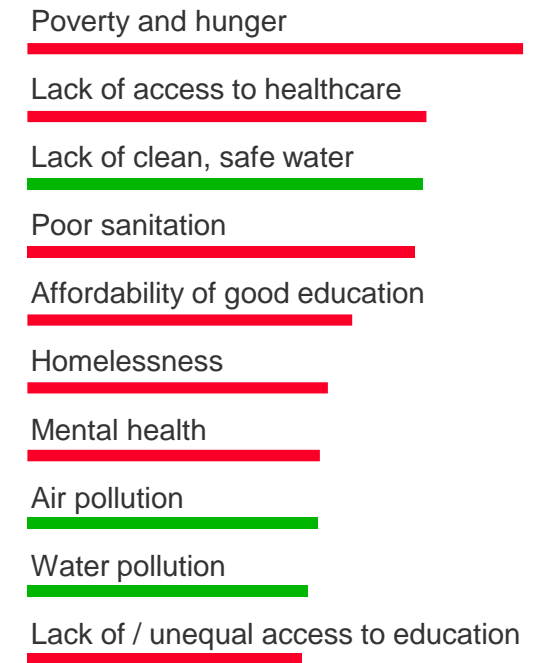 Poverty and hunger
Lack of access to healthcare
Lack of clean, safe water
Poor sanitation
Affordability of good education
Homelessness
Mental health
Air pollution
Water pollution
Lack of / unequal access to education